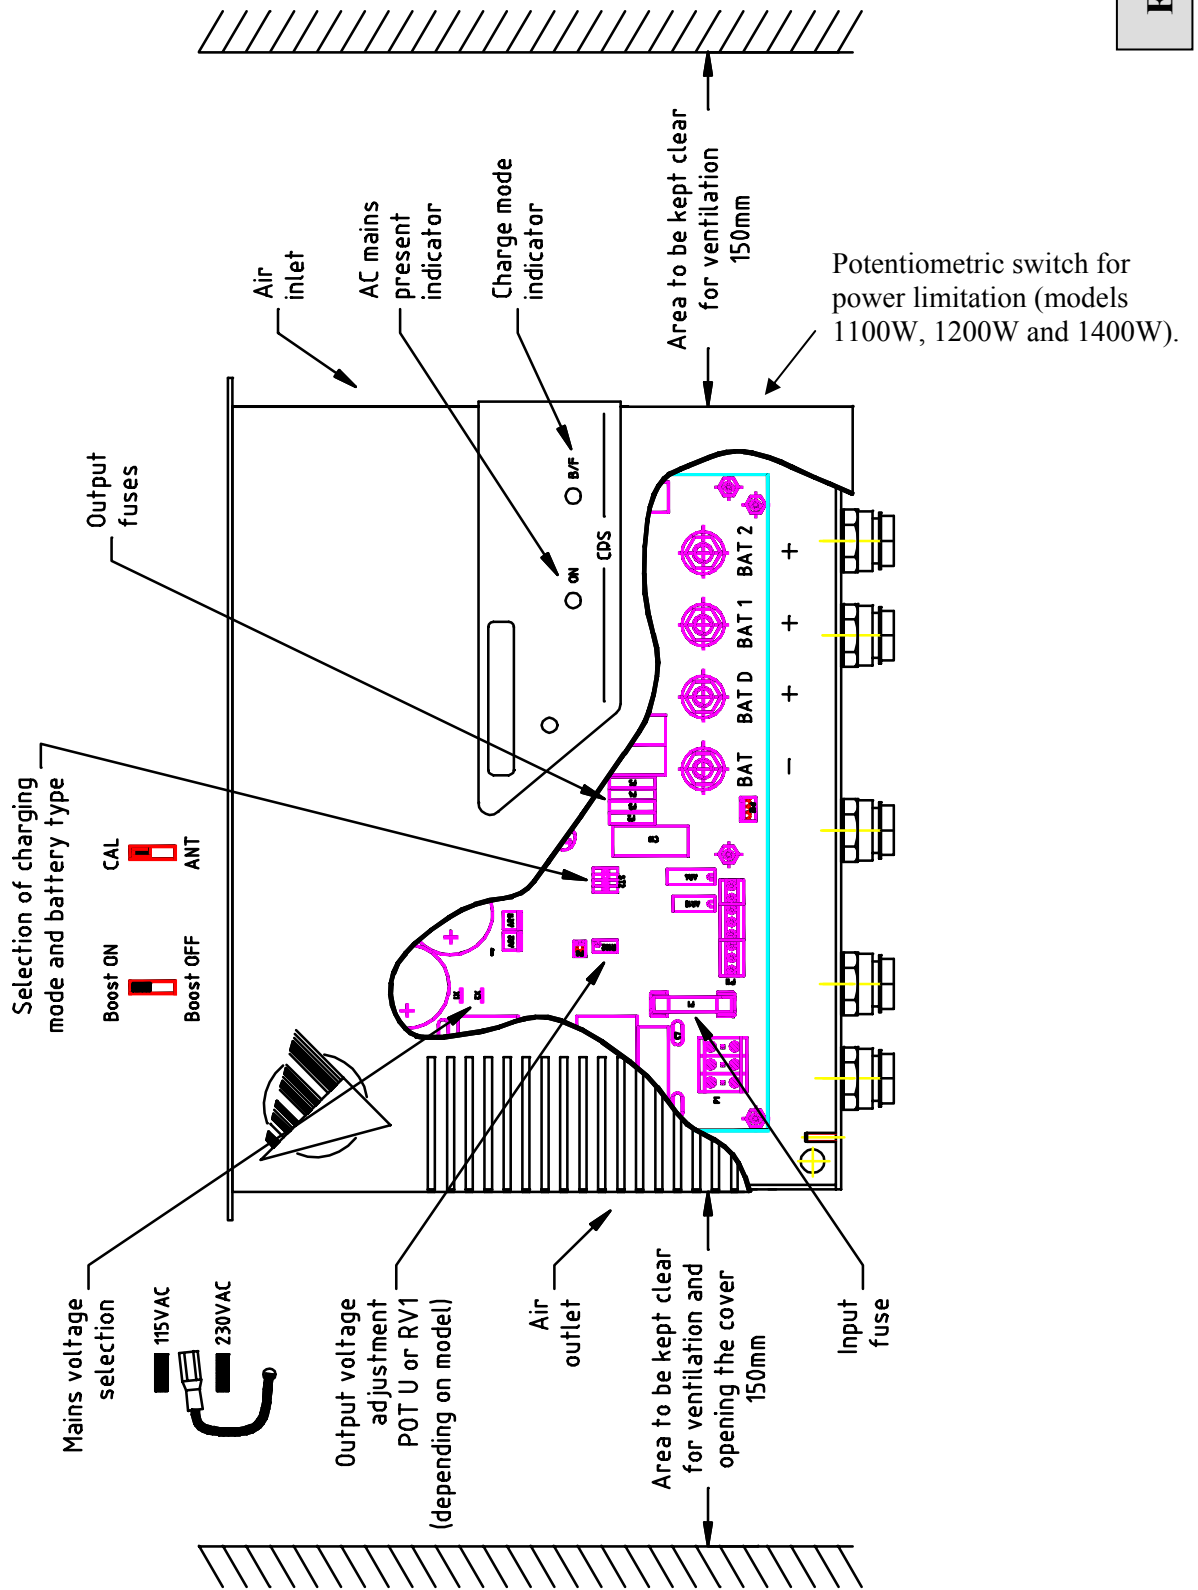 Selection of charging
mode and battery type
Boost ON
Boost OFF
CAL
ANT
Output
fuses
Air
inlet
AC mains
present
indicator
Charge mode
indicator
Area to be kept clear
for ventilation
150mm
Potentiometric switch for
power limitation (models
1100W, 1200W and 1400W).
Mains voltage
selection
115VAC
230VAC
Output voltage
adjustment
POT U or RV1
(depending on model)
Air
outlet
Area to be kept clear
for ventilation and
opening the cover
150mm
Input
fuse
ON
B/F
CDS
BAT
BAT D
BAT 1
BAT 2
-
+
+
+
+
+
F1